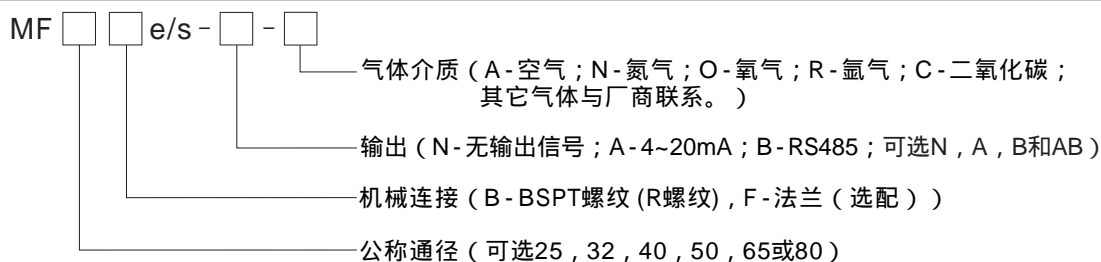 MF□□e/s-□-□
气体介质（A-空气；N-氮气；O-氧气；R-氩气；C-二氧化碳；
其它气体与厂商联系。）
输出（N-无输出信号；A-4~20mA；B-RS485；可选N，A，B和AB）
机械连接（B-BSPT螺纹 (R螺纹)，F-法兰（选配））
公称通径（可选25，32，40，50，65或80）